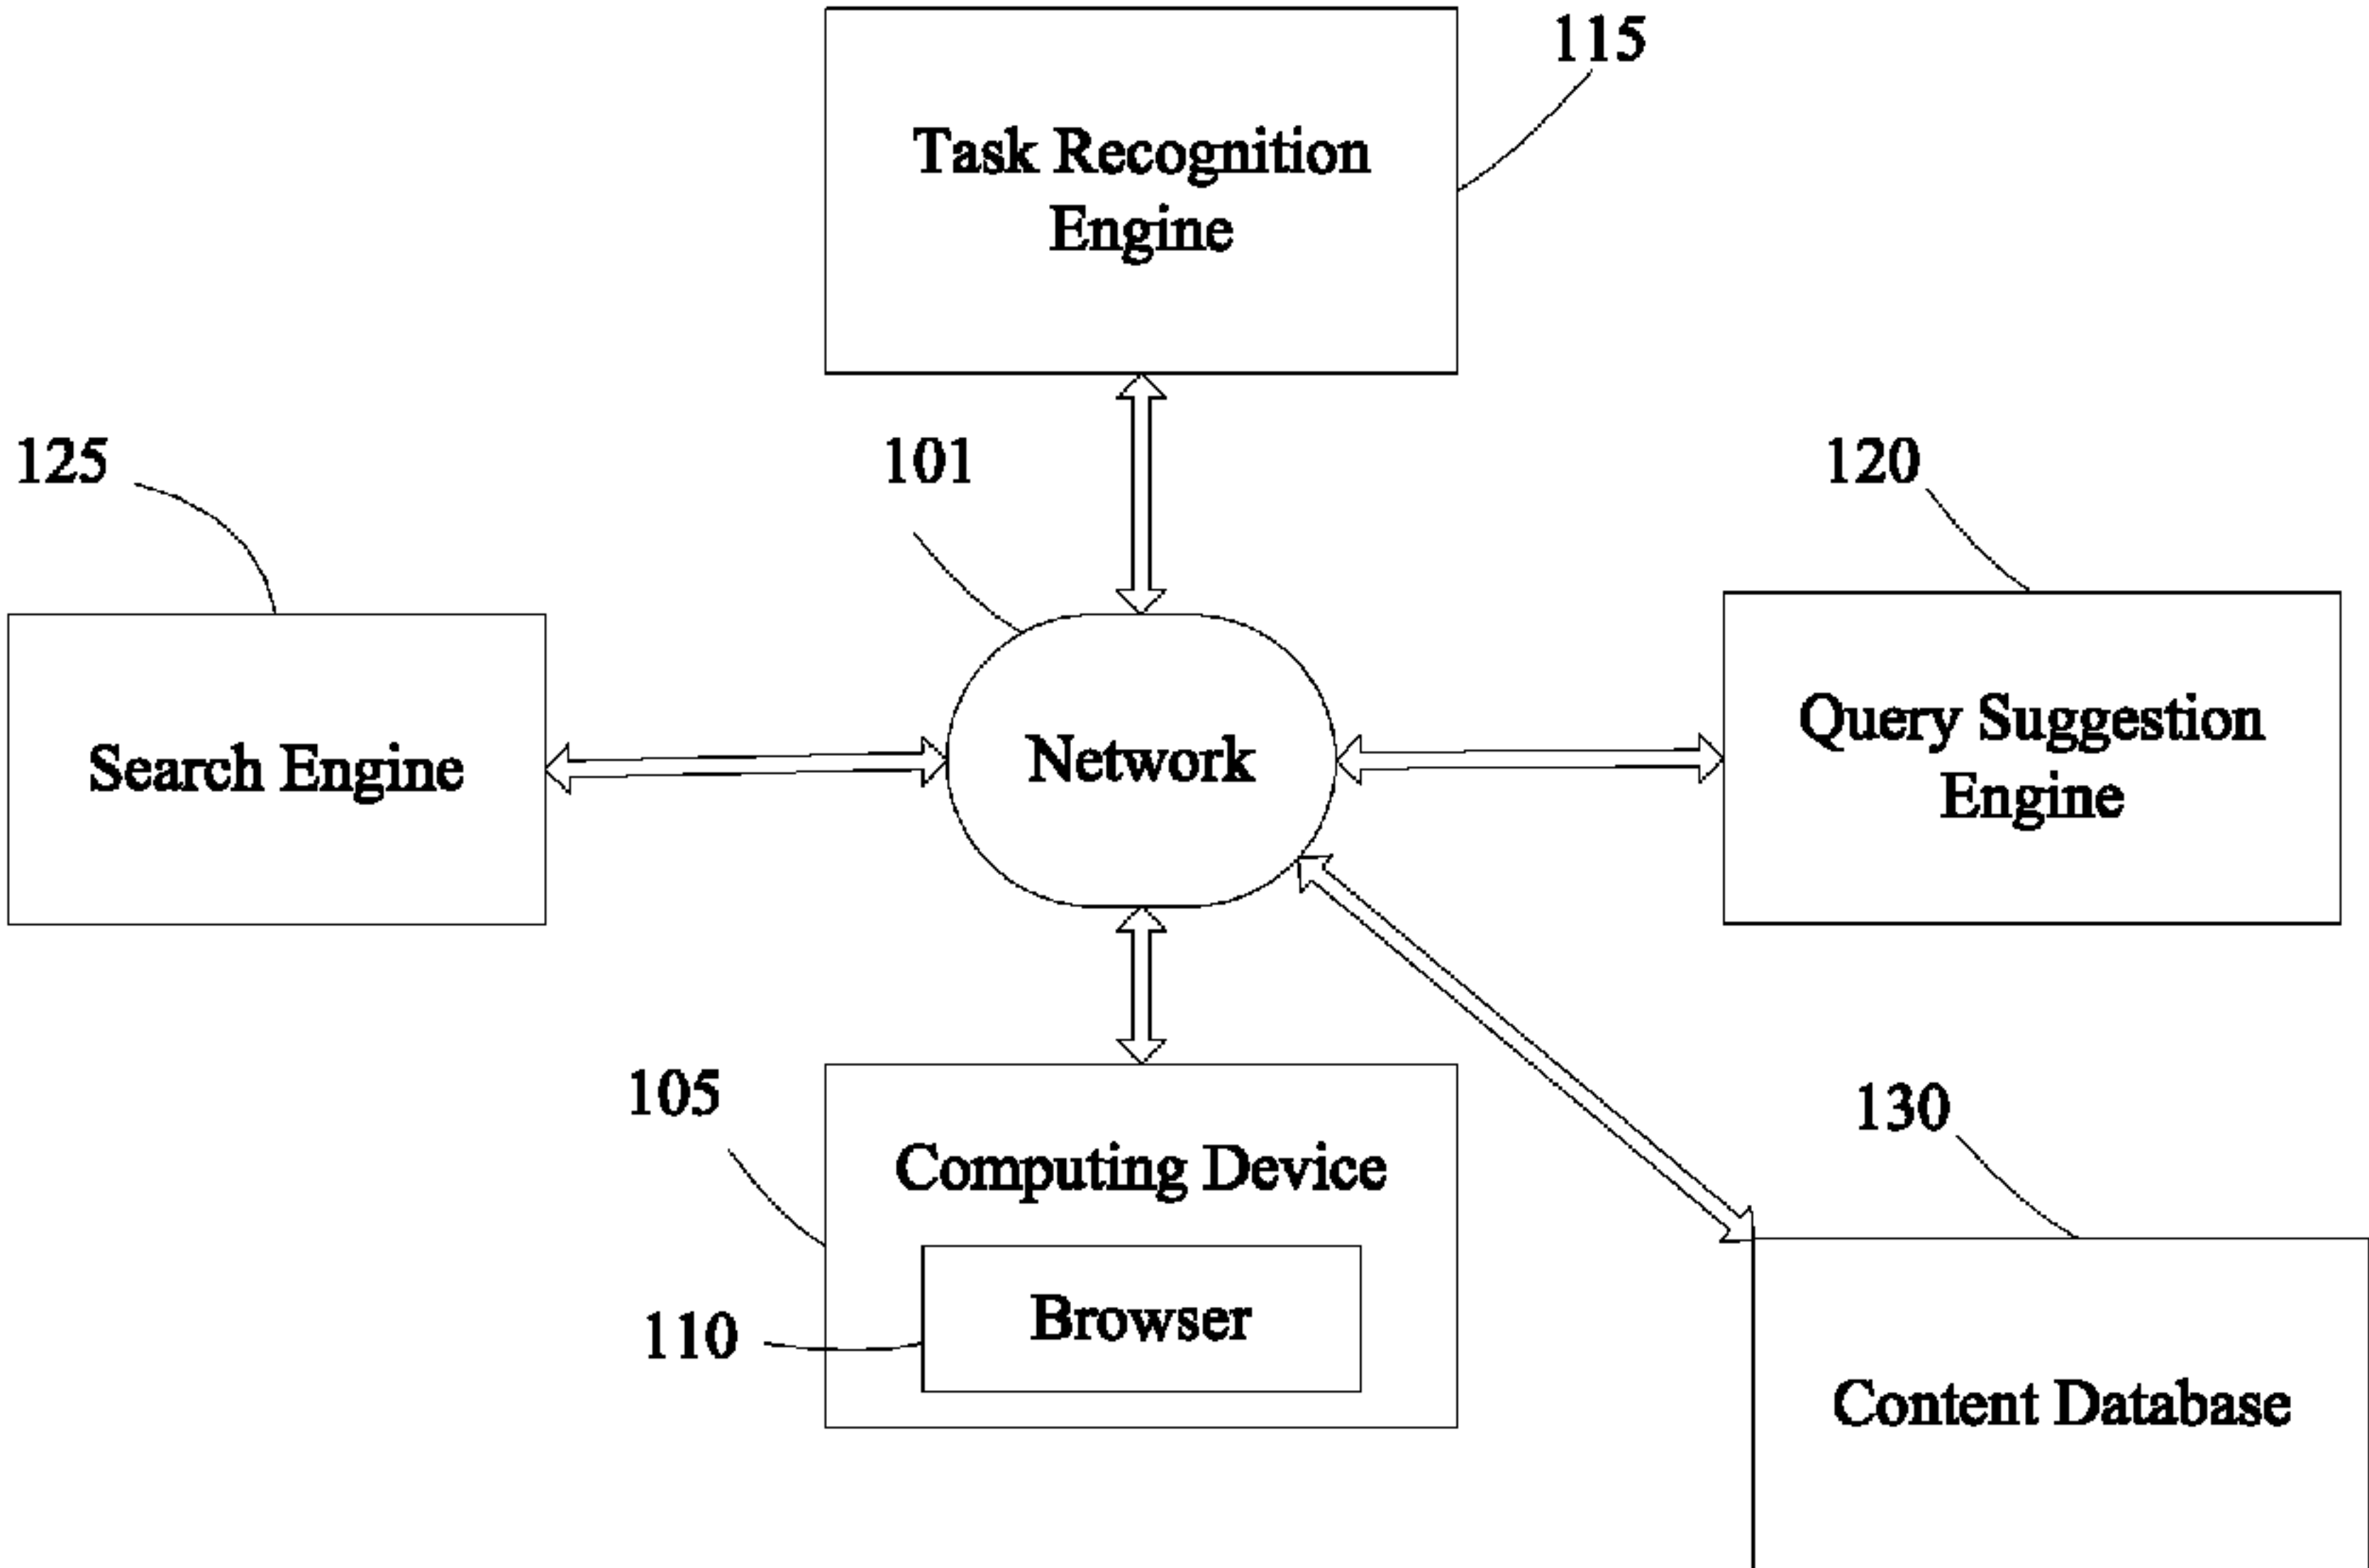 115
Task Recognition
Engine
125
101
120
Search Engine
Network
Query Suggestion
Engine
105
Computing Device
130
110
Browser
Content Database